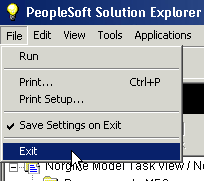 PeopleSoft Solution Explorer
File Edit View Tools Applications
Run
Print... Ctrl+P
Print Setup...
Save Settings on Exit
Exit
Model Task View /